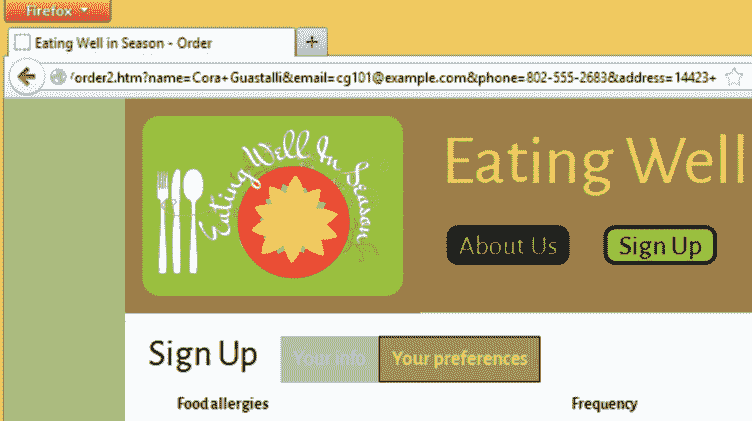 Firefox
Eating Well in Season - Order
/order2.htm?name=Cora+Guastalli&email=cg101@example.com&phone=802-555-2683&address=14423+
Eating Well In Season
Eating Well
About Us
Sign Up
Sign Up
Your info
Your preferences
Food allergies
Frequency